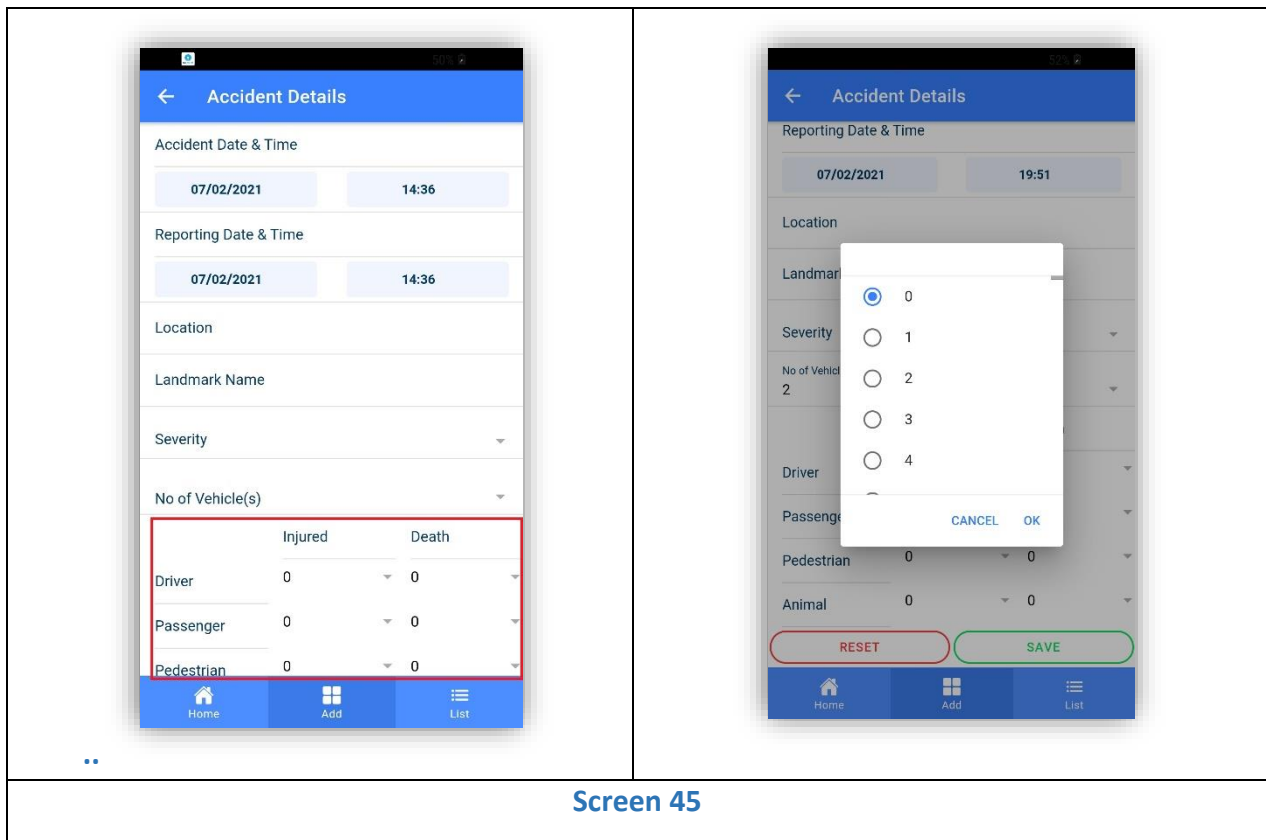 50%
Accident Details
Accident Date & Time
07/02/2021 14:36
Reporting Date & Time
07/02/2021 14:36
Location
Landmark Name
Severity
No of Vehicle(s)
Injured Death
Driver 0 0
Passenger 0 0
Pedestrian 0 0
Home Add List
..
52%
Accident Details
Reporting Date & Time
07/02/2021 19:51
Location
Landmar
Severity
No of Vehicl
2
0
1
2
3
4
CANCEL OK
Driver
Passenge
Pedestrian 0 0
Animal 0 0
RESET SAVE
Home Add List
Screen 45